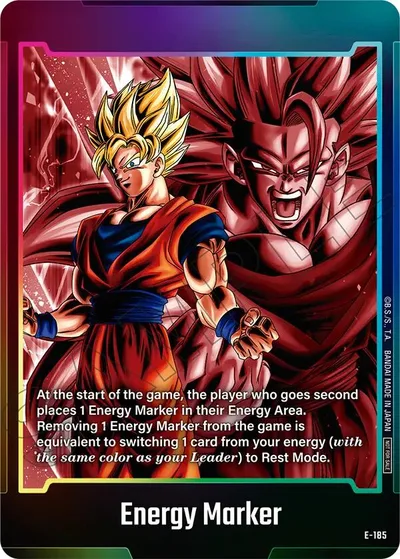 At the start of the game, the player who goes second
places 1 Energy Marker in their Energy Area.
Removing 1 Energy Marker from the game is
equivalent to switching 1 card from your energy (with
the same color as your Leader) to Rest Mode.
©B.S./S., T.A. BANDAI MADE IN JAPAN
NOT FOR SALE
Energy Marker
E-185